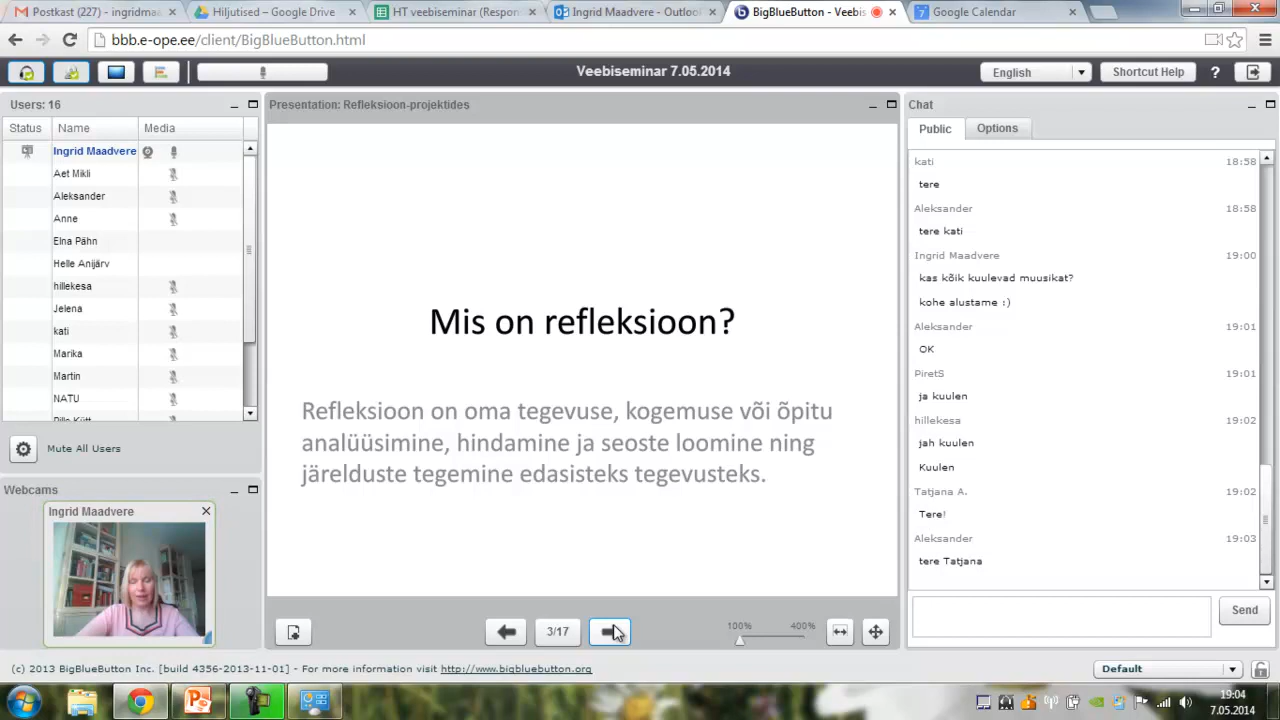 Postkast (227) - ingridmaa
Hiljutised – Google Drive
HT veebiseminar (Respon
Ingrid Maadvere - Outloo
BigBlueButton - Veebis
Google Calendar
bbb.e-ope.ee/client/BigBlueButton.html
Veebiseminar 7.05.2014
English
Shortcut Help
?
Users: 16
Status Name Media
Ingrid Maadvere
Aet Mikli
Aleksander
Anne
Elna Pähn
Helle Anijärv
hillekesa
Jelena
kati
Marika
Martin
NATU
Mute All Users
Webcams
Ingrid Maadvere
Presentation: Refleksioon-projektides
Mis on refleksioon?
Refleksioon on oma tegevuse, kogemuse või õpitu
analüüsimine, hindamine ja seoste loomine ning
järelduste tegemine edasisteks tegevusteks.
3/17
100% 400%
Chat
Public Options
kati 18:58
tere
Aleksander 18:58
tere kati
Ingrid Maadvere 19:00
kas kõik kuulevad muusikat?
kohe alustame :)
Aleksander 19:01
OK
PiretS 19:01
ja kuulen
hillekesa 19:02
jah kuulen
Kuulen
Tatjana A. 19:02
Tere!
Aleksander 19:03
tere Tatjana
Send
(c) 2013 BigBlueButton Inc. [build 4356-2013-11-01] - For more information visit http://www.bigbluebutton.org
Default
19:04
7.05.2014